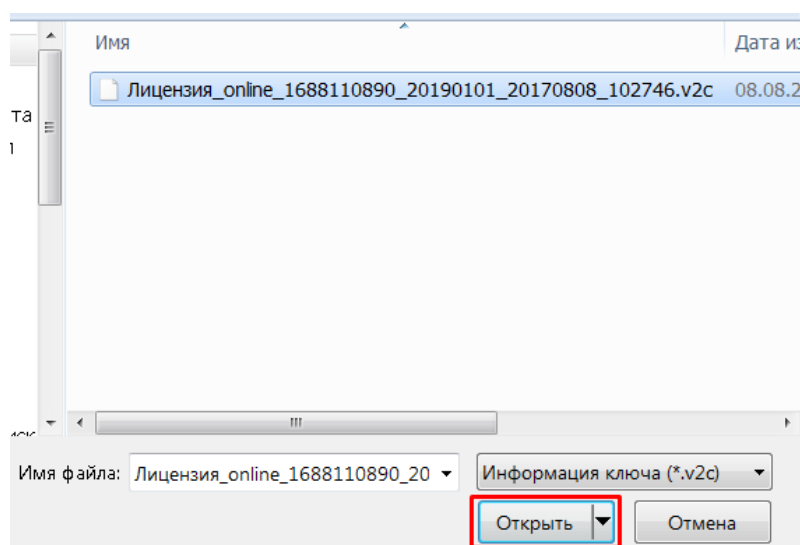 Имя Дата из
Лицензия_online_1688110890_20190101_20170808_102746.v2c 08.08.2
та
Имя файла: Лицензия_online_1688110890_20 Информация ключа (*.v2c)
Открыть Отмена